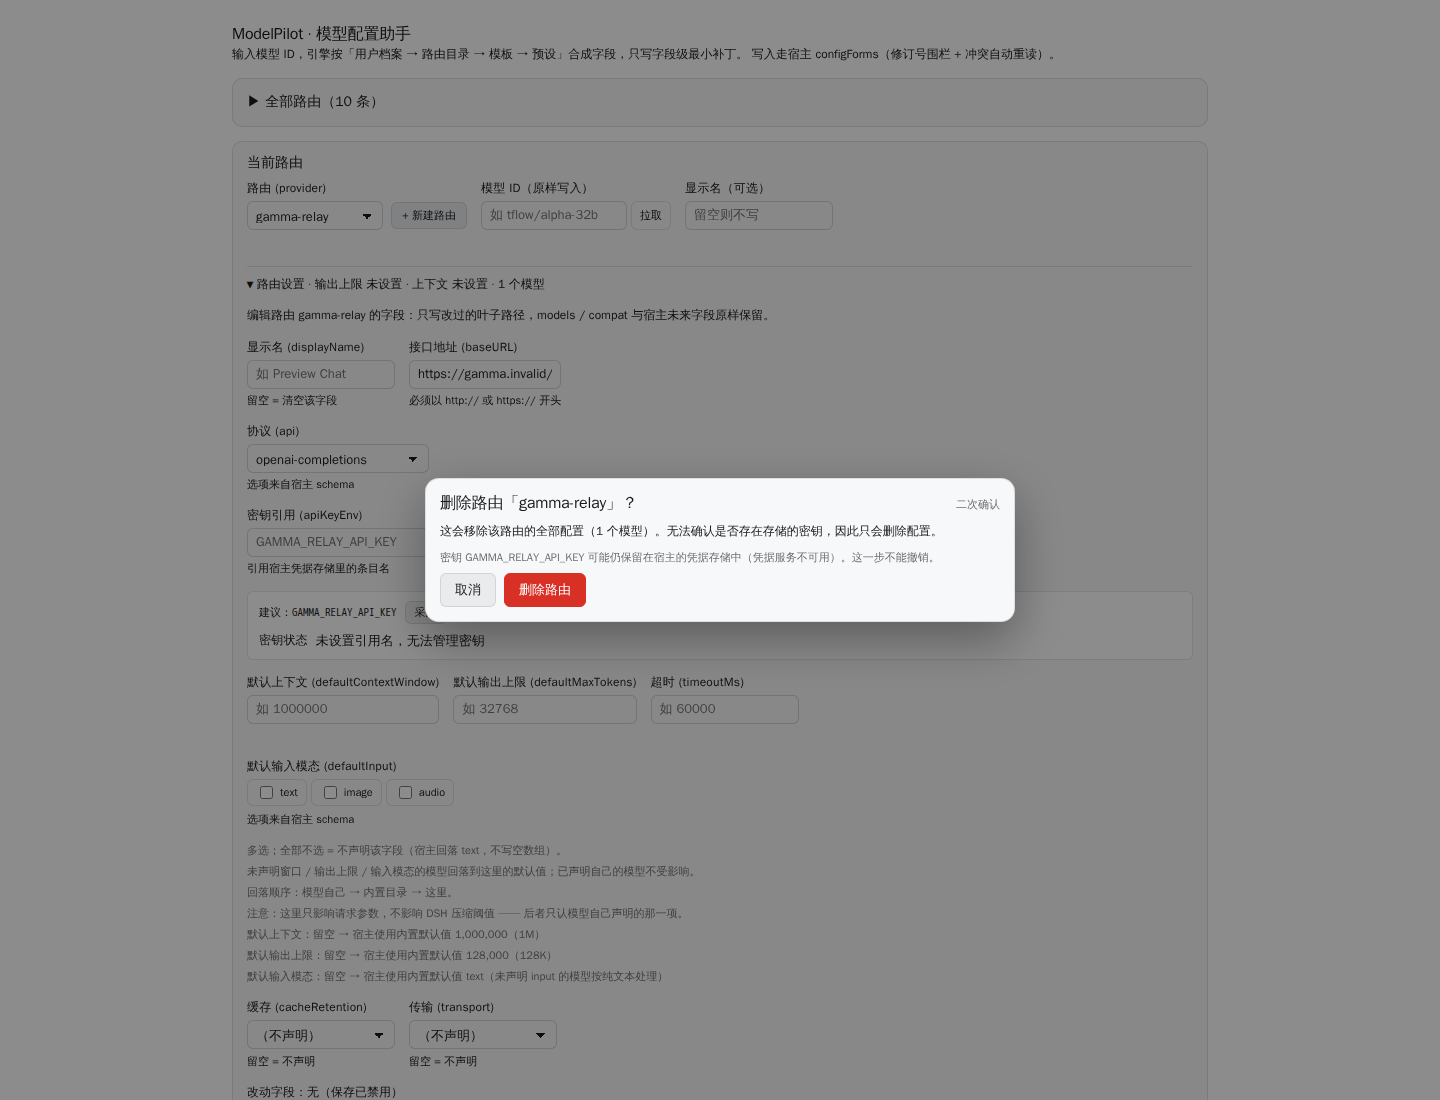 ModelPilot · 模型配置助手
输入模型 ID，引擎按「用户档案 → 路由目录 → 模板 → 预设」合成字段，只写字段级最小补丁。 写入走宿主 configForms（修订号围栏 + 冲突自动重读）。
▶ 全部路由（10 条）
当前路由
路由 (provider)
模型 ID（原样写入）
显示名（可选）
gamma-relay
+ 新建路由
如 tflow/alpha-32b
拉取
留空则不写
▾ 路由设置 · 输出上限 未设置 · 上下文 未设置 · 1 个模型
编辑路由 gamma-relay 的字段：只写改过的叶子路径，models / compat 与宿主未来字段原样保留。
显示名 (displayName)
接口地址 (baseURL)
如 Preview Chat
https://gamma.invalid/
留空 = 清空该字段
必须以 http:// 或 https:// 开头
协议 (api)
openai-completions
选项来自宿主 schema
删除路由「gamma-relay」？
二次确认
这会移除该路由的全部配置（1 个模型）。无法确认是否存在存储的密钥，因此只会删除配置。
密钥 GAMMA_RELAY_API_KEY 可能仍保留在宿主的凭据存储中（凭据服务不可用）。这一步不能撤销。
取消
删除路由
密钥引用 (apiKeyEnv)
GAMMA_RELAY_API_KEY
引用宿主凭据存储里的条目名
建议：GAMMA_RELAY_API_KEY
密钥状态 未设置引用名，无法管理密钥
默认上下文 (defaultContextWindow)
默认输出上限 (defaultMaxTokens)
超时 (timeoutMs)
如 1000000
如 32768
如 60000
默认输入模态 (defaultInput)
text
image
audio
选项来自宿主 schema
多选；全部不选 = 不声明该字段（宿主回落 text，不写空数组）。
未声明窗口 / 输出上限 / 输入模态的模型回落到这里的默认值；已声明自己的模型不受影响。
回落顺序：模型自己 → 内置目录 → 这里。
注意：这里只影响请求参数，不影响 DSH 压缩阈值 —— 后者只认模型自己声明的那一项。
默认上下文：留空 → 宿主使用内置默认值 1,000,000（1M）
默认输出上限：留空 → 宿主使用内置默认值 128,000（128K）
默认输入模态：留空 → 宿主使用内置默认值 text（未声明 input 的模型按纯文本处理）
缓存 (cacheRetention)
传输 (transport)
（不声明）
（不声明）
留空 = 不声明
留空 = 不声明
改动字段：无（保存已禁用）